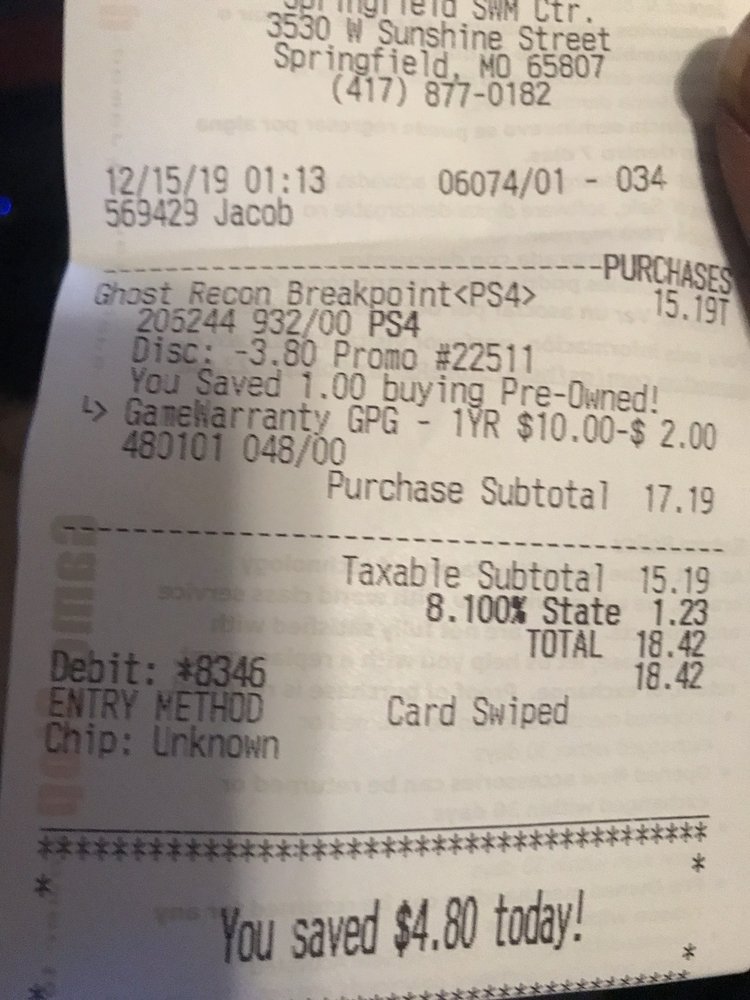 Springfield SWM Ctr.
3530 W Sunshine Street
Springfield, MO 65807
(417) 877-0182
12/15/19 01:13 06074/01 - 034
569429 Jacob
--------------------------------PURCHASES
Ghost Recon Breakpoint<PS4> 15.19T
205244 932/00 PS4
Disc: -3.80 Promo #22511
You Saved 1.00 buying Pre-Owned!
↳> GameWarranty GPG - 1YR $10.00-$ 2.00
480101 048/00
Purchase Subtotal 17.19
Taxable Subtotal 15.19
8.100% State 1.23
TOTAL 18.42
Debit: *8346 18.42
ENTRY METHOD Card Swiped
Chip: Unknown
****************************************
* *
You saved $4.80 today!
* *